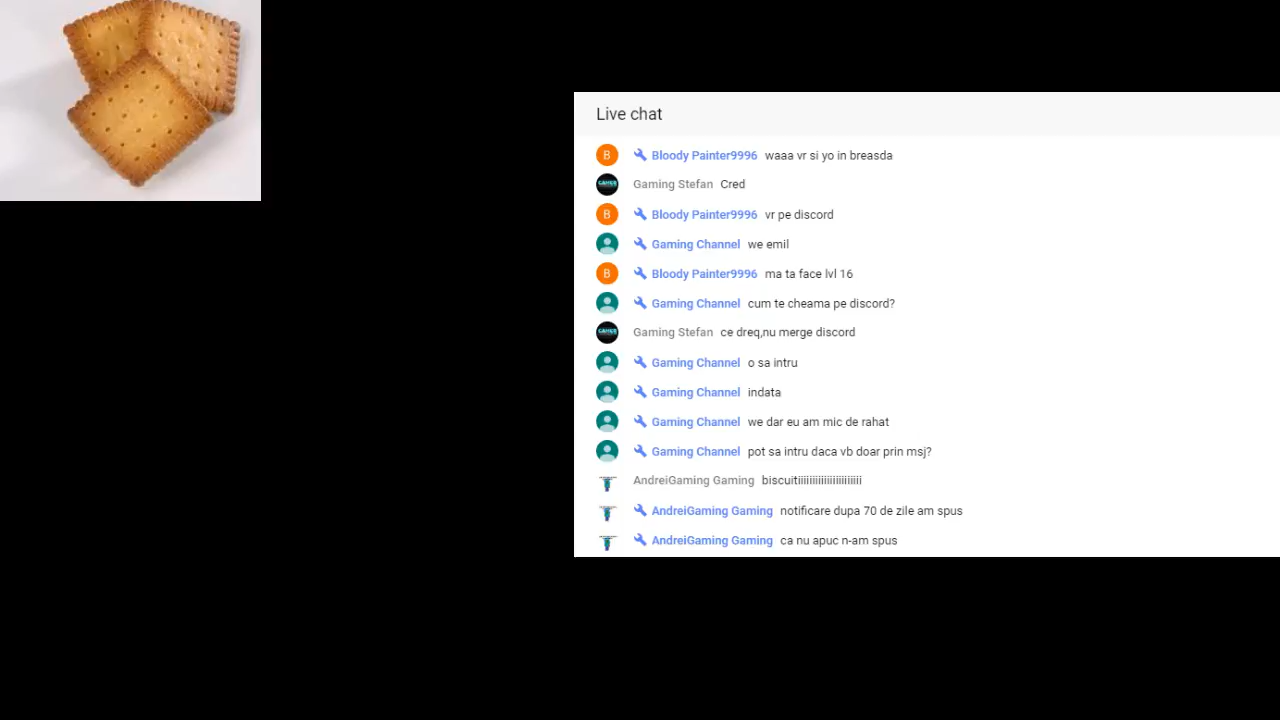 Live chat
B Bloody Painter9996 waaa vr si yo in breasda
Gaming Stefan Cred
B Bloody Painter9996 vr pe discord
Gaming Channel we emil
B Bloody Painter9996 ma ta face lvl 16
Gaming Channel cum te cheama pe discord?
Gaming Stefan ce dreq,nu merge discord
Gaming Channel o sa intru
Gaming Channel indata
Gaming Channel we dar eu am mic de rahat
Gaming Channel pot sa intru daca vb doar prin msj?
AndreiGaming Gaming biscuitiiiiiiiiiiiiiiiiiiiiii
AndreiGaming Gaming notificare dupa 70 de zile am spus
AndreiGaming Gaming ca nu apuc n-am spus